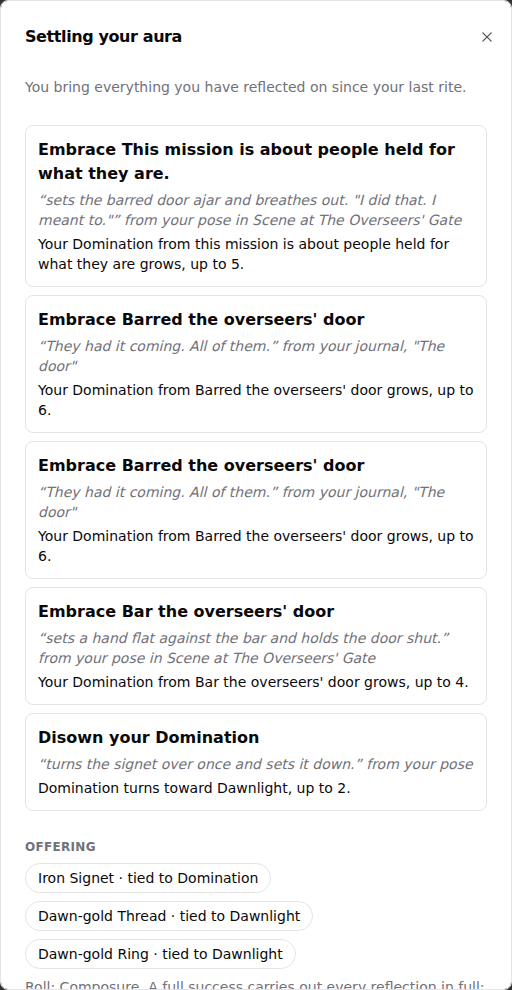 Settling your aura
You bring everything you have reflected on since your last rite.
Embrace This mission is about people held for
what they are.
“sets the barred door ajar and breathes out. "I did that. I
meant to."” from your pose in Scene at The Overseers' Gate
Your Domination from this mission is about people held for
what they are grows, up to 5.
Embrace Barred the overseers' door
“They had it coming. All of them.” from your journal, "The
door"
Your Domination from Barred the overseers' door grows, up to
6.
Embrace Barred the overseers' door
“They had it coming. All of them.” from your journal, "The
door"
Your Domination from Barred the overseers' door grows, up to
6.
Embrace Bar the overseers' door
“sets a hand flat against the bar and holds the door shut.”
from your pose in Scene at The Overseers' Gate
Your Domination from Bar the overseers' door grows, up to 4.
Disown your Domination
“turns the signet over once and sets it down.” from your pose
Domination turns toward Dawnlight, up to 2.
OFFERING
Iron Signet · tied to Domination
Dawn-gold Thread · tied to Dawnlight
Dawn-gold Ring · tied to Dawnlight
Roll: Composure. A full success carries out every reflection in full;